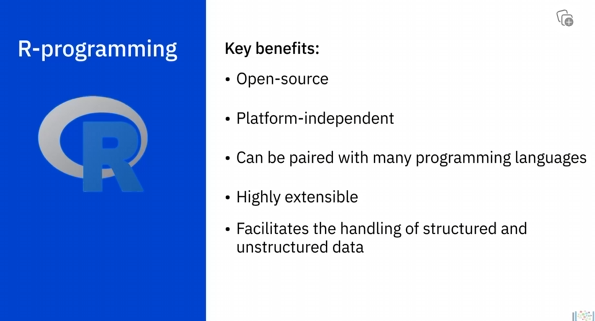 R-programming
R
Key benefits:
• Open-source
• Platform-independent
• Can be paired with many programming languages
• Highly extensible
• Facilitates the handling of structured and
unstructured data